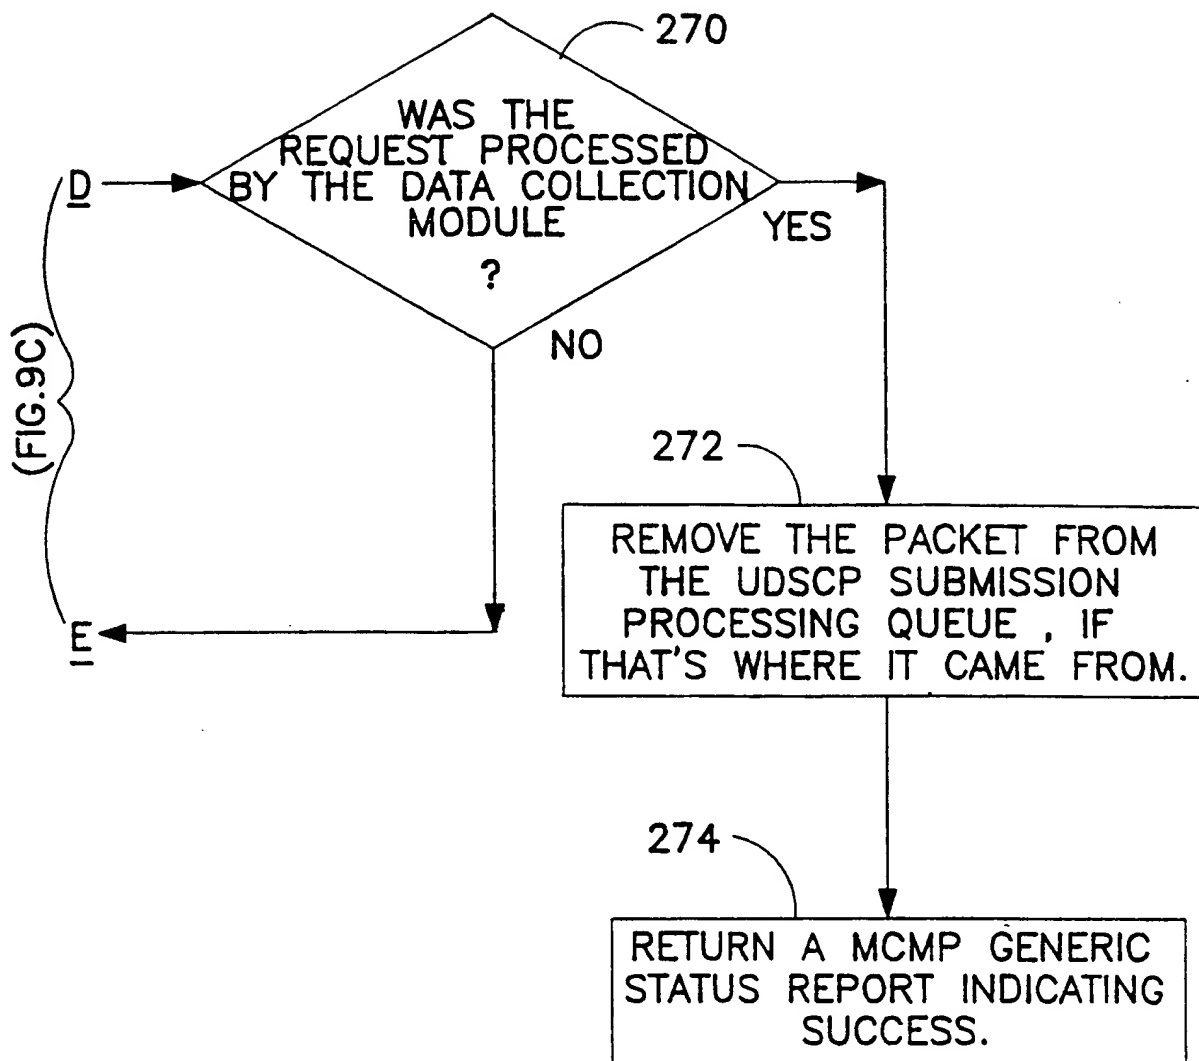 270
WAS THE
REQUEST PROCESSED
BY THE DATA COLLECTION
MODULE
?
D
YES
NO
(FIG.9C)
E
272
REMOVE THE PACKET FROM
THE UDSCP SUBMISSION
PROCESSING QUEUE , IF
THAT'S WHERE IT CAME FROM.
274
RETURN A MCMP GENERIC
STATUS REPORT INDICATING
SUCCESS.